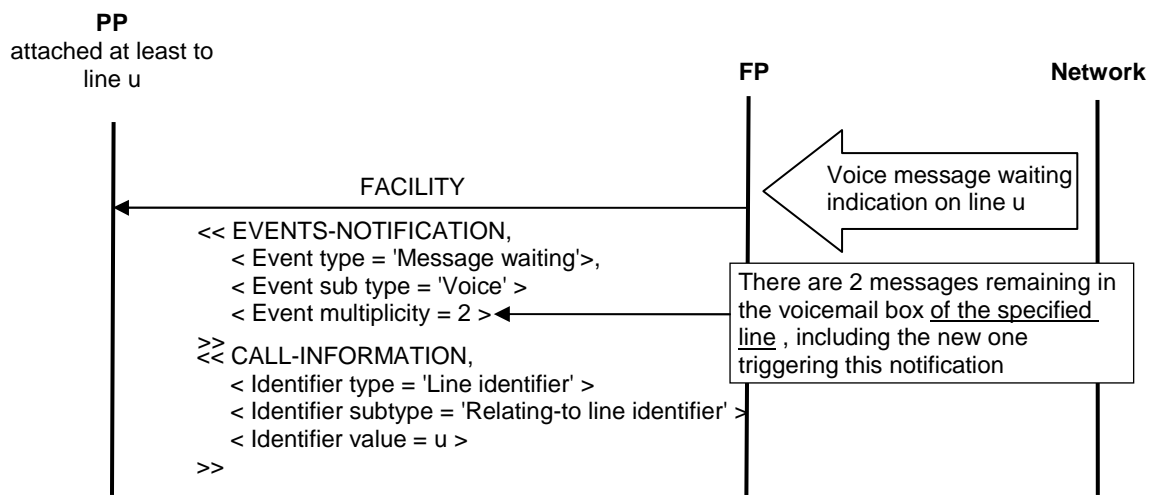 PP
attached at least to
line u
FP
Network
Voice message waiting
indication on line u
FACILITY
<< EVENTS-NOTIFICATION,
< Event type = 'Message waiting'>,
< Event sub type = 'Voice' >
< Event multiplicity = 2 >
>>
There are 2 messages remaining in
the voicemail box of the specified
line , including the new one
triggering this notification
<< CALL-INFORMATION,
< Identifier type = 'Line identifier' >
< Identifier subtype = 'Relating-to line identifier' >
< Identifier value = u >
>>